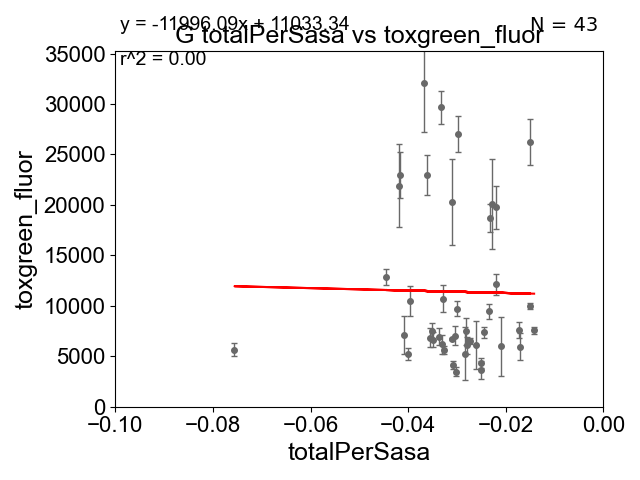 y = -11996.09x + 11033.34
N = 43
G totalPerSasa vs toxgreen_fluor
r^2 = 0.00
35000
30000
25000
20000
15000
10000
5000
0
toxgreen_fluor
−0.10
−0.08
−0.06
−0.04
−0.02
0.00
totalPerSasa